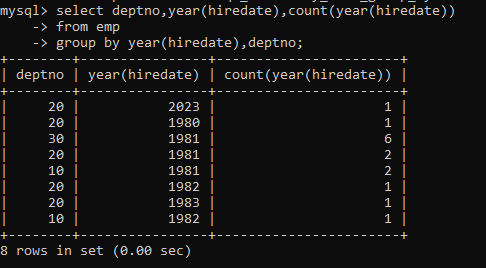 mysql> select deptno,year(hiredate),count(year(hiredate))
    -> from emp
    -> group by year(hiredate),deptno;
+--------+----------------+-----------------------+
| deptno | year(hiredate) | count(year(hiredate)) |
+--------+----------------+-----------------------+
|     20 |           2023 |                     1 |
|     20 |           1980 |                     1 |
|     30 |           1981 |                     6 |
|     20 |           1981 |                     2 |
|     10 |           1981 |                     2 |
|     20 |           1982 |                     1 |
|     20 |           1983 |                     1 |
|     10 |           1982 |                     1 |
+--------+----------------+-----------------------+
8 rows in set (0.00 sec)